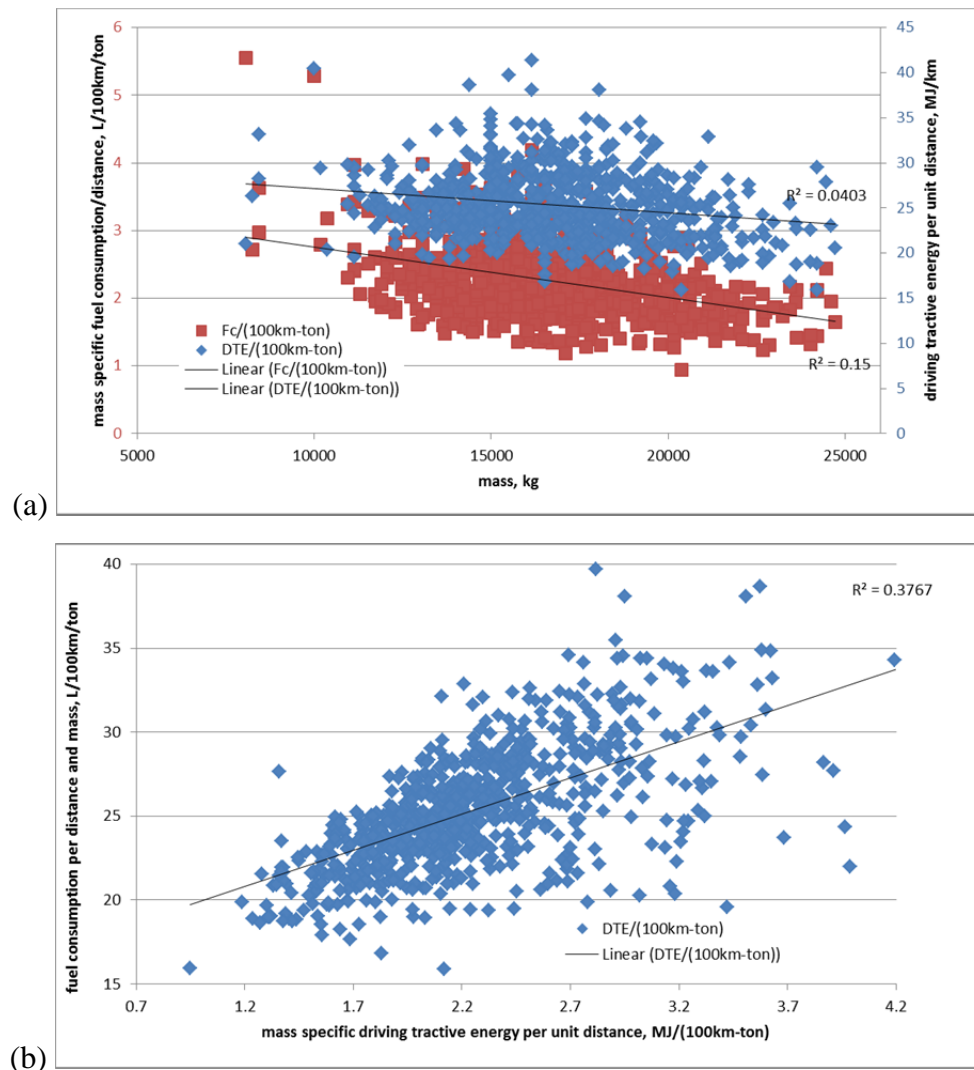 6
5
4
3
2
1
0
45
40
35
30
25
20
15
10
5
0
mass specific fuel consumption/distance, L/100km/ton
driving tractive energy per unit distance, MJ/km
R² = 0.0403
Fc/(100km-ton)
DTE/(100km-ton)
Linear (Fc/(100km-ton))
Linear (DTE/(100km-ton))
R² = 0.15
5000 10000 15000 20000 25000
mass, kg
(a)
40
35
30
25
20
15
fuel consumption per distance and mass, L/100km/ton
R² = 0.3767
DTE/(100km-ton)
Linear (DTE/(100km-ton))
0.7 1.2 1.7 2.2 2.7 3.2 3.7 4.2
mass specific driving tractive energy per unit distance, MJ/(100km-ton)
(b)